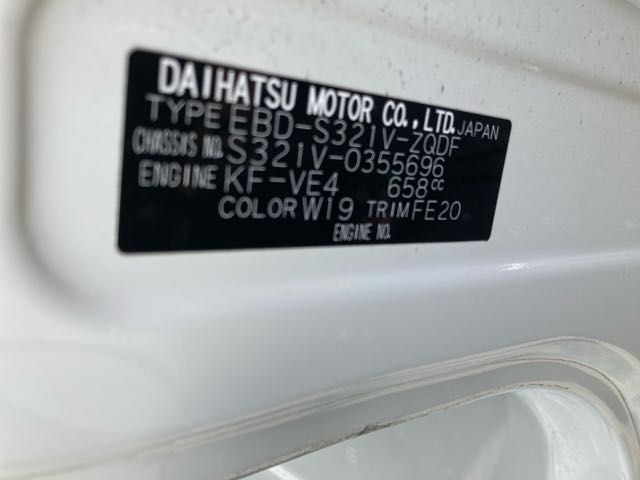 DAIHATSU MOTOR CO., LTD. JAPAN
TYPE EBD-S321V-ZQDF
CHASSIS NO. S321V-0355696
ENGINE KF-VE4 658cc
COLOR W19 TRIM FE20
ENGINE NO.